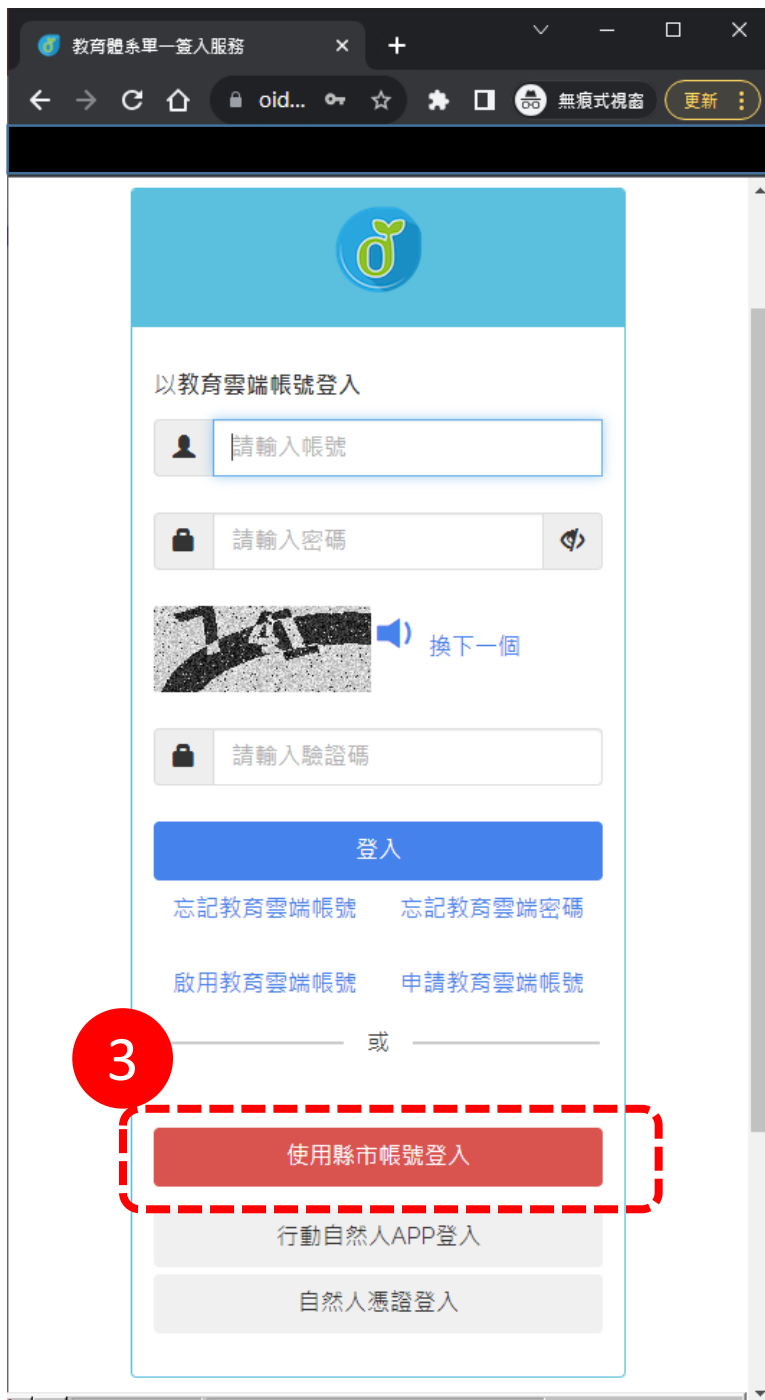 教育體系單一簽入服務
oid...
無痕式視窗
更新
以教育雲端帳號登入
請輸入帳號
請輸入密碼
741
換下一個
請輸入驗證碼
登入
忘記教育雲端帳號 忘記教育雲端密碼
啟用教育雲端帳號 申請教育雲端帳號
或
3
使用縣市帳號登入
行動自然人APP登入
自然人憑證登入